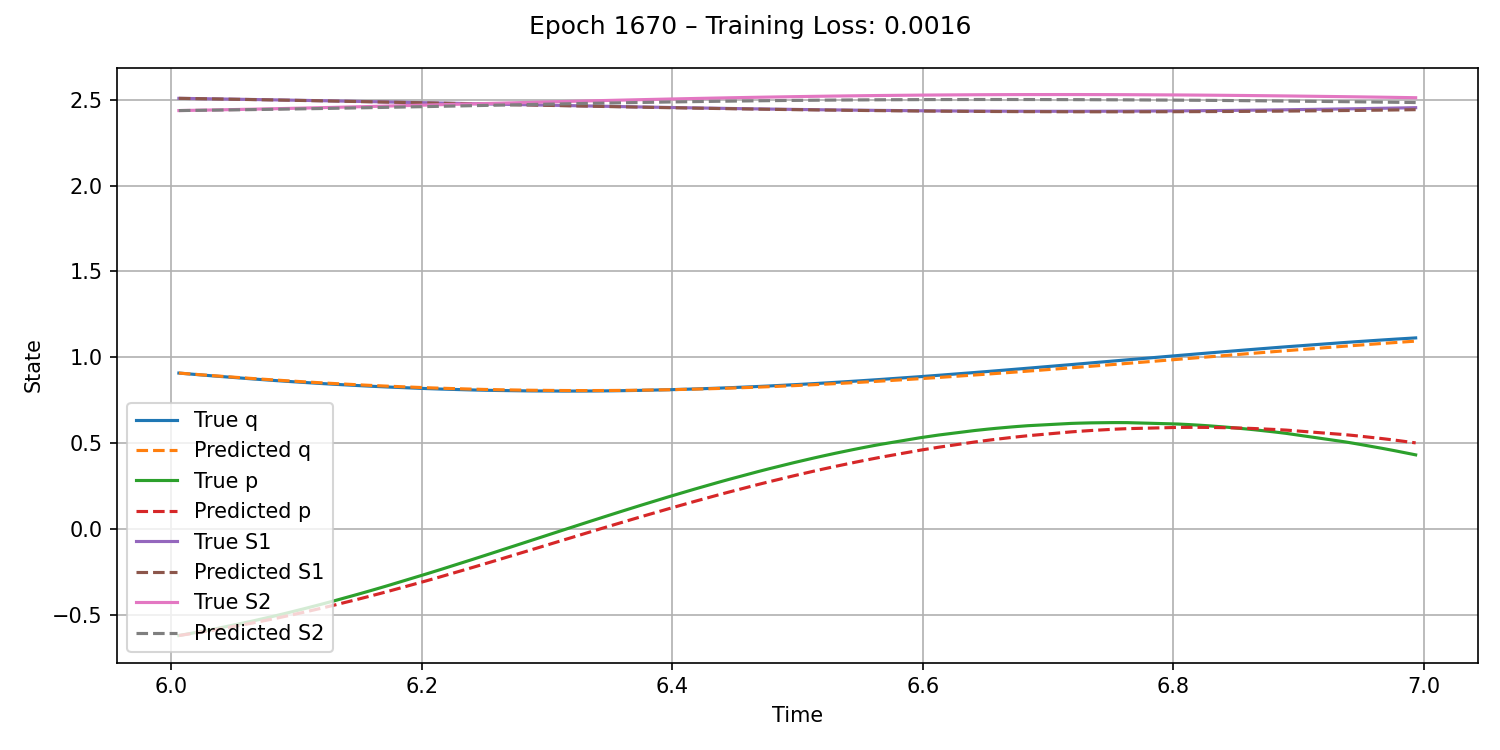 Epoch 1670 – Training Loss: 0.0016
2.5
2.0
1.5
1.0
0.5
0.0
−0.5
State
True q
Predicted q
True p
Predicted p
True S1
Predicted S1
True S2
Predicted S2
6.0 6.2 6.4 6.6 6.8 7.0
Time